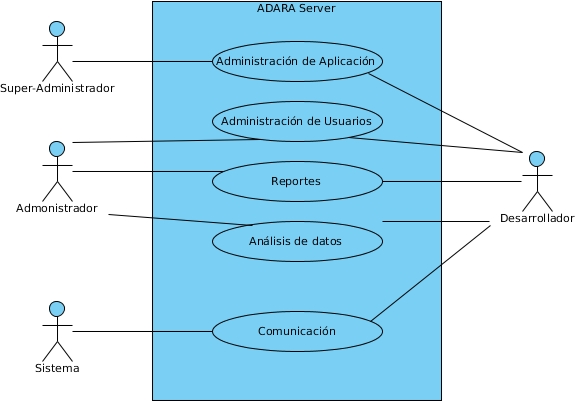 ADARA Server
Administración de Aplicación
Super-Administrador
Administración de Usuarios
Reportes
Admonistrador
Desarrollador
Análisis de datos
Comunicación
Sistema